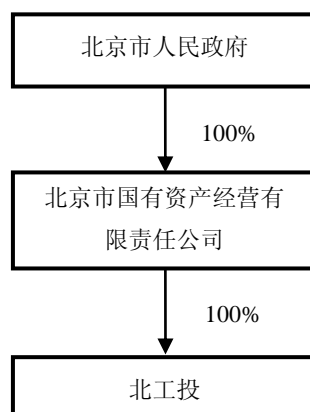 北京市人民政府
100%
北京市国有资产经营有
限责任公司
100%
北工投